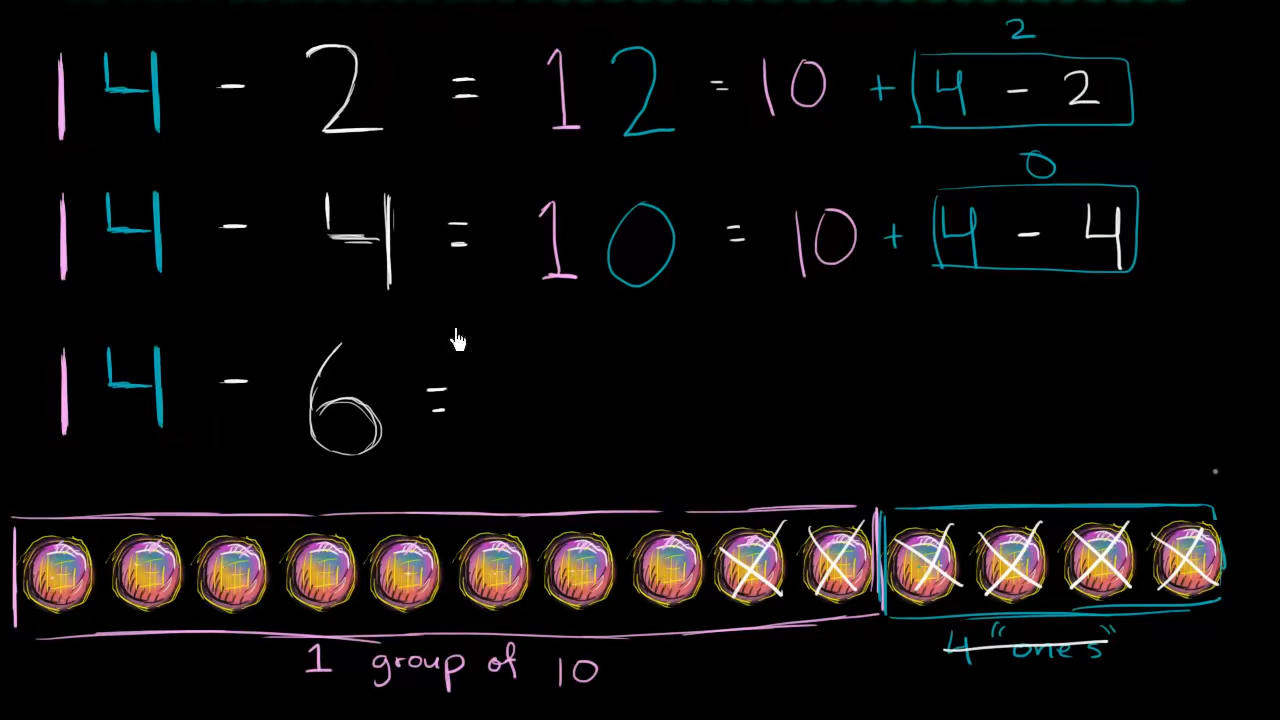 2
14 - 2 = 12 = 10 + 4 - 2
0
14 - 4 = 10 = 10 + 4 - 4
14 - 6 =
1 group of 10
4 "one's"